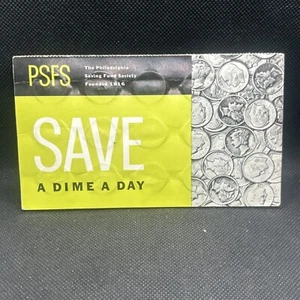 PSFS
The Philadelphia
Saving Fund Society
Founded 1816
SAVE
A DIME A DAY